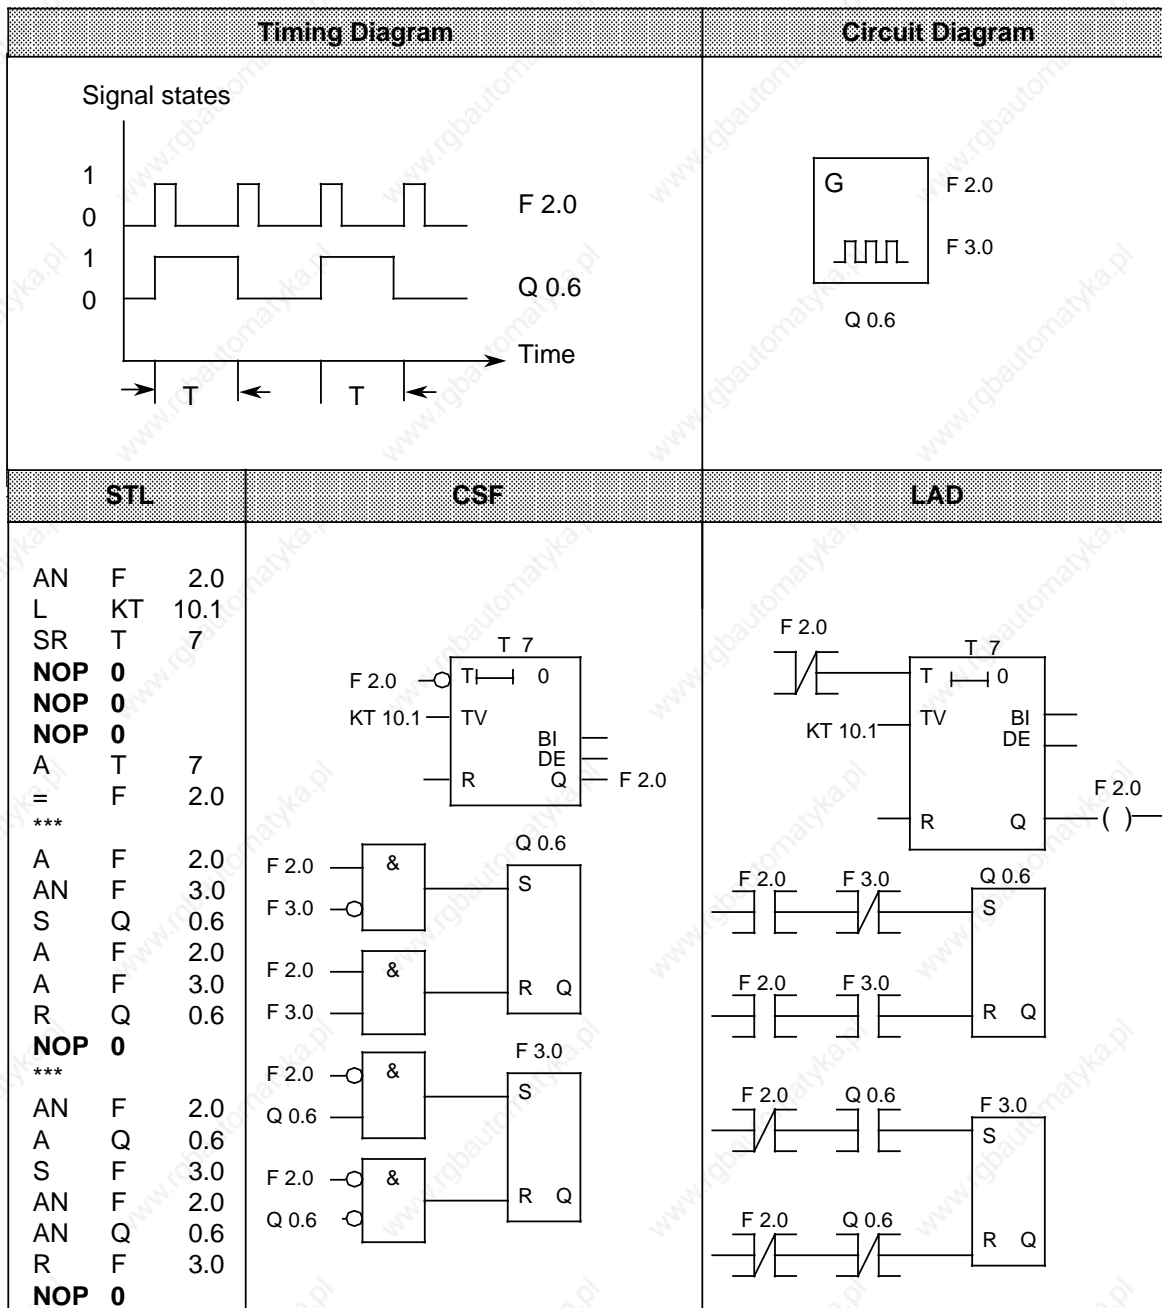 Timing Diagram
Circuit Diagram
Signal states
1
0
F 2.0
1
0
Q 0.6
Time
T
T
G
F 2.0
F 3.0
Q 0.6
STL
CSF
LAD
AN F 2.0
L KT 10.1
SR T 7
NOP 0
NOP 0
NOP 0
A T 7
= F 2.0
***
A F 2.0
AN F 3.0
S Q 0.6
A F 2.0
A F 3.0
R Q 0.6
NOP 0
***
AN F 2.0
A Q 0.6
S F 3.0
AN F 2.0
AN Q 0.6
R F 3.0
NOP 0
T 7
F 2.0 T 0
KT 10.1 TV
BI
DE
R Q F 2.0
Q 0.6
F 2.0 & S
F 3.0
F 2.0 & R Q
F 3.0
F 3.0
F 2.0 & S
Q 0.6
F 2.0 & R Q
Q 0.6
F 2.0
T 7
T 0
KT 10.1 TV BI
DE
F 2.0
R Q ( )
F 2.0 F 3.0 Q 0.6
S
F 2.0 F 3.0
R Q
F 2.0 Q 0.6 F 3.0
S
F 2.0 Q 0.6
R Q
www.rgbautomatyka.pl